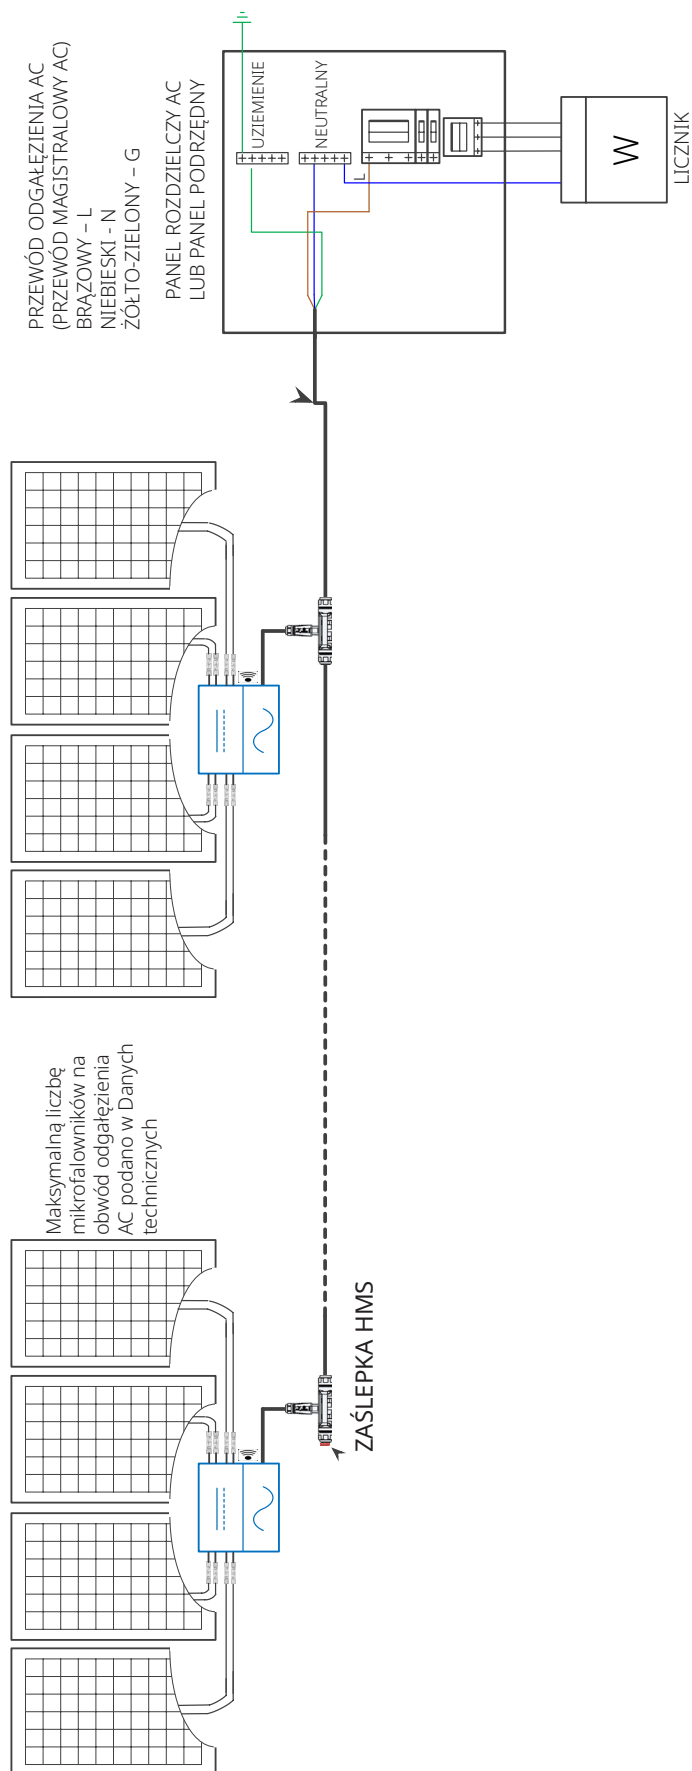 PRZEWÓD ODGAŁĘZIENIA AC
(PRZEWÓD MAGISTRALOWY AC)
BRĄZOWY – L
NIEBIESKI - N
ŻÓŁTO-ZIELONY – G
PANEL ROZDZIELCZY AC
LUB PANEL PODRZĘDNY
UZIEMIENIE
NEUTRALNY
L
W
LICZNIK
Maksymalną liczbę
mikrofalowników na
obwód odgałęzienia
AC podano w Danych
technicznych
ZAŚLEPKA HMS